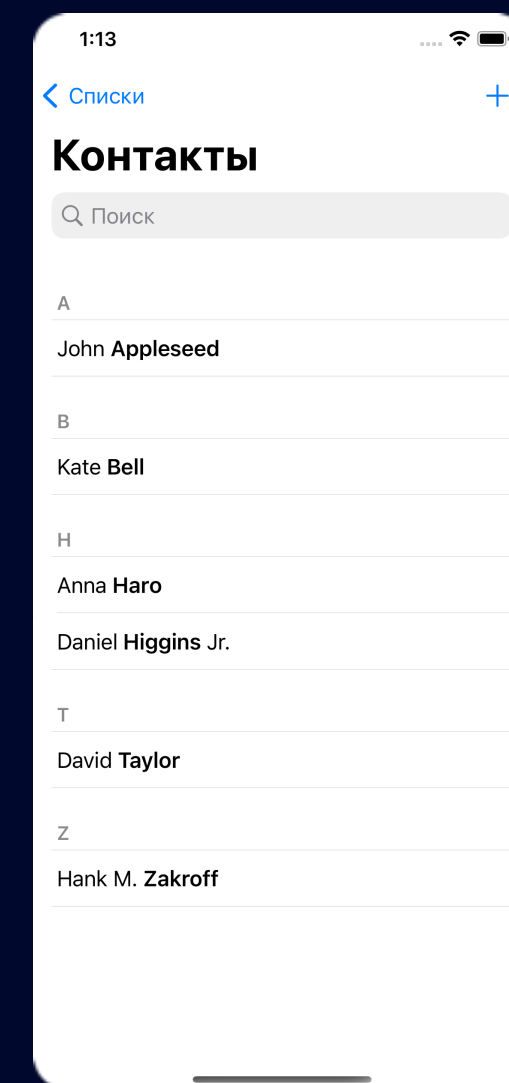 1:13
Списки
Контакты
Поиск
A
John Appleseed
B
Kate Bell
H
Anna Haro
Daniel Higgins Jr.
T
David Taylor
Z
Hank M. Zakroff